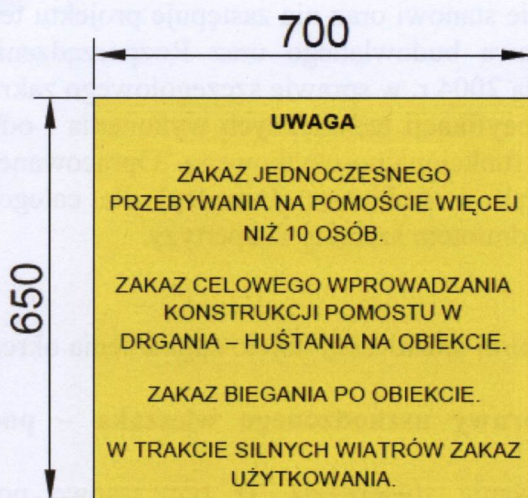 700
650
UWAGA
ZAKAZ JEDNOCZESNEGO
PRZEBYWANIA NA POMOŚCIE WIĘCEJ
NIŻ 10 OSÓB.
ZAKAZ CELOWEGO WPROWADZANIA
KONSTRUKCJI POMOSTU W
DRGANIA – HUŚTANIA NA OBIEKCIE.
ZAKAZ BIEGANIA PO OBIEKCIE.
W TRAKCIE SILNYCH WIATRÓW ZAKAZ
UŻYTKOWANIA.